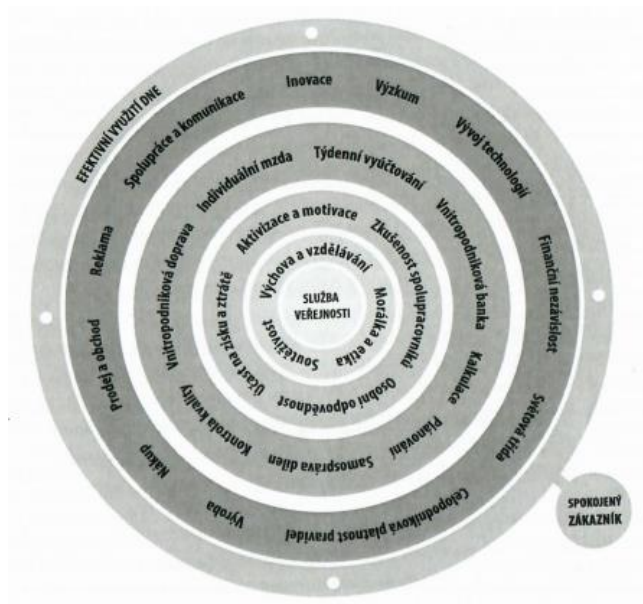 EFEKTIVNÍ VYUŽITÍ DNE
Inovace
Výzkum
Vývoj technologií
Finanční nezávislost
Světová třída
Celopodniková platnost pravidel
Výroba
Nákup
Prodej a obchod
Reklama
Spolupráce a komunikace
Individuální mzda
Týdenní vyúčtování
Vnitropodniková banka
Kalkulace
Plánování
Samospráva dílen
Kontrola kvality
Vnitropodniková doprava
Aktivizace a motivace
Zkušenost spolupracovníků
Osobní odpovědnost
Účast na zisku a ztrátě
Výchova a vzdělávání
Morálka a etika
Soutěživost
SLUŽBA
VEŘEJNOSTI
SPOKOJENÝ
ZÁKAZNÍK